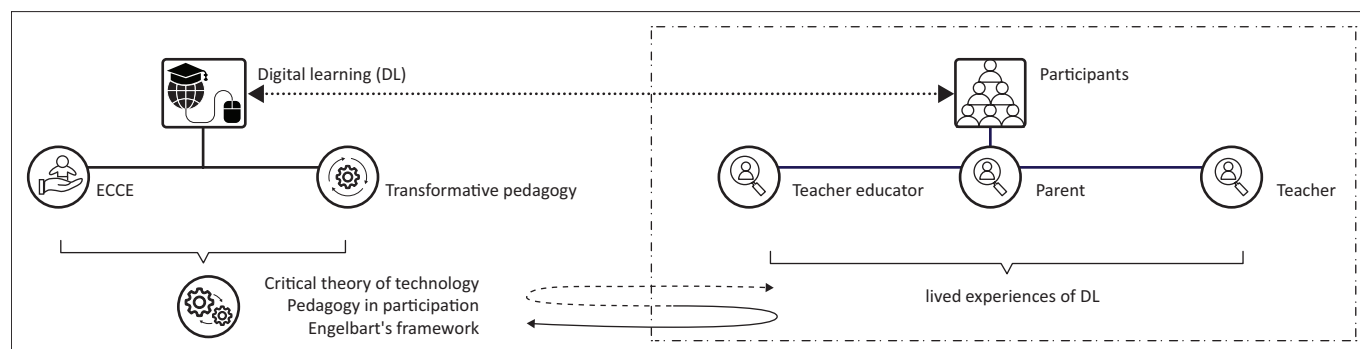 Digital learning (DL)
Participants
ECCE
Transformative pedagogy
Teacher educator
Parent
Teacher
Critical theory of technology
Pedagogy in participation
Engelbart's framework
lived experiences of DL